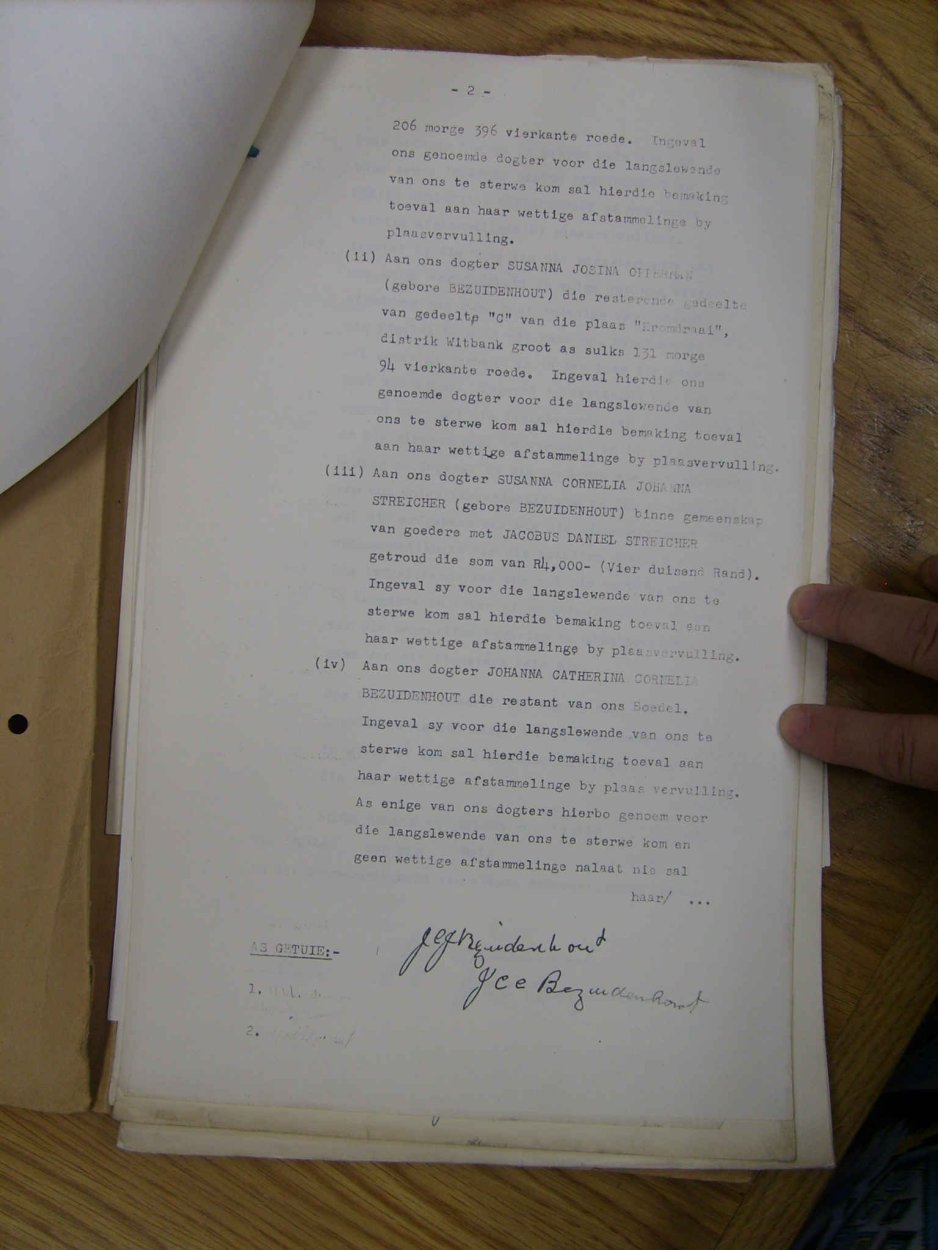 - 2 -
206 morge 396 vierkante roede. Ingeval
ons genoemde dogter voor die langslewende
van ons te sterwe kom sal hierdie bemaking
toeval aan haar wettige afstammelinge by
plaasvervulling.
(ii) Aan ons dogter SUSANNA JOSINA
(gebore BEZUIDENHOUT) die resterende gedeelte
van gedeelte "C" van die plaas "Kromdraai",
distrik Witbank groot as sulks 131 morge
94 vierkante roede. Ingeval hierdie ons
genoemde dogter voor die langslewende van
ons te sterwe kom sal hierdie bemaking toeval
aan haar wettige afstammelinge by plaasvervulling.
(iii) Aan ons dogter SUSANNA CORNELIA JOHANNA
STREICHER (gebore BEZUIDENHOUT) binne gemeenskap
van goedere met JACOBUS DANIEL STREICHER
getroud die som van R4,000- (Vier duisend Rand).
Ingeval sy voor die langslewende van ons te
sterwe kom sal hierdie bemaking toeval aan
haar wettige afstammelinge by plaasvervulling.
(iv) Aan ons dogter JOHANNA CATHERINA CORNELIA
BEZUIDENHOUT die restant van ons Boedel.
Ingeval sy voor die langslewende van ons te
sterwe kom sal hierdie bemaking toeval aan
haar wettige afstammelinge by plaas vervulling.
As enige van ons dogters hierbo genoem voor
die langslewende van ons te sterwe kom en
geen wettige afstammelinge nalaat nie sal
haar/ ...
AS GETUIE:-
JCJ Bezuidenhout
JCC Bezuidenhout
1.
2.